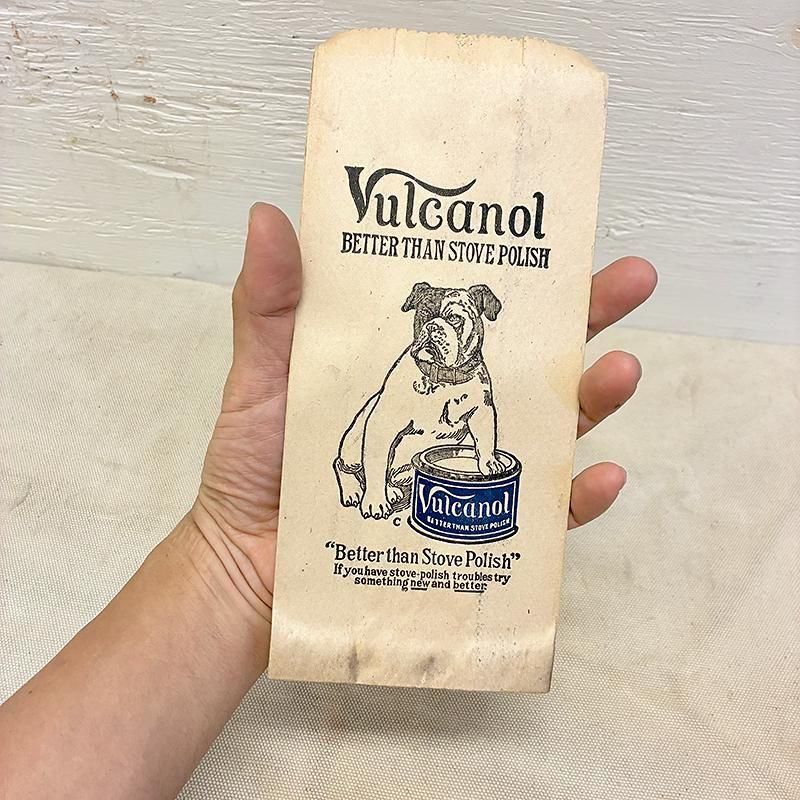 Vulcanol
BETTER THAN STOVE POLISH
Vulcanol
BETTER THAN STOVE POLISH
C
“Better than Stove Polish”
If you have stove-polish troubles try
something new and better.